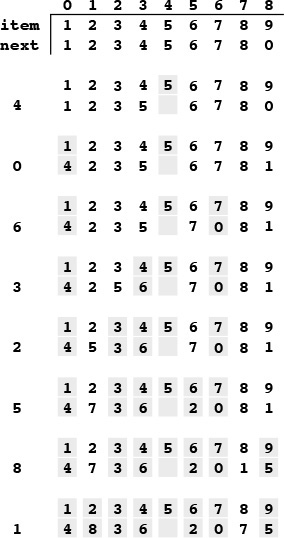 0 1 2 3 4 5 6 7 8
item 1 2 3 4 5 6 7 8 9
next 1 2 3 4 5 6 7 8 0
1 2 3 4 5 6 7 8 9
4 1 2 3 5 6 7 8 0
1 2 3 4 5 6 7 8 9
0 4 2 3 5 6 7 8 1
1 2 3 4 5 6 7 8 9
6 4 2 3 5 7 0 8 1
1 2 3 4 5 6 7 8 9
3 4 2 5 6 7 0 8 1
1 2 3 4 5 6 7 8 9
2 4 5 3 6 7 0 8 1
1 2 3 4 5 6 7 8 9
5 4 7 3 6 2 0 8 1
1 2 3 4 5 6 7 8 9
8 4 7 3 6 2 0 1 5
1 2 3 4 5 6 7 8 9
1 4 8 3 6 2 0 7 5